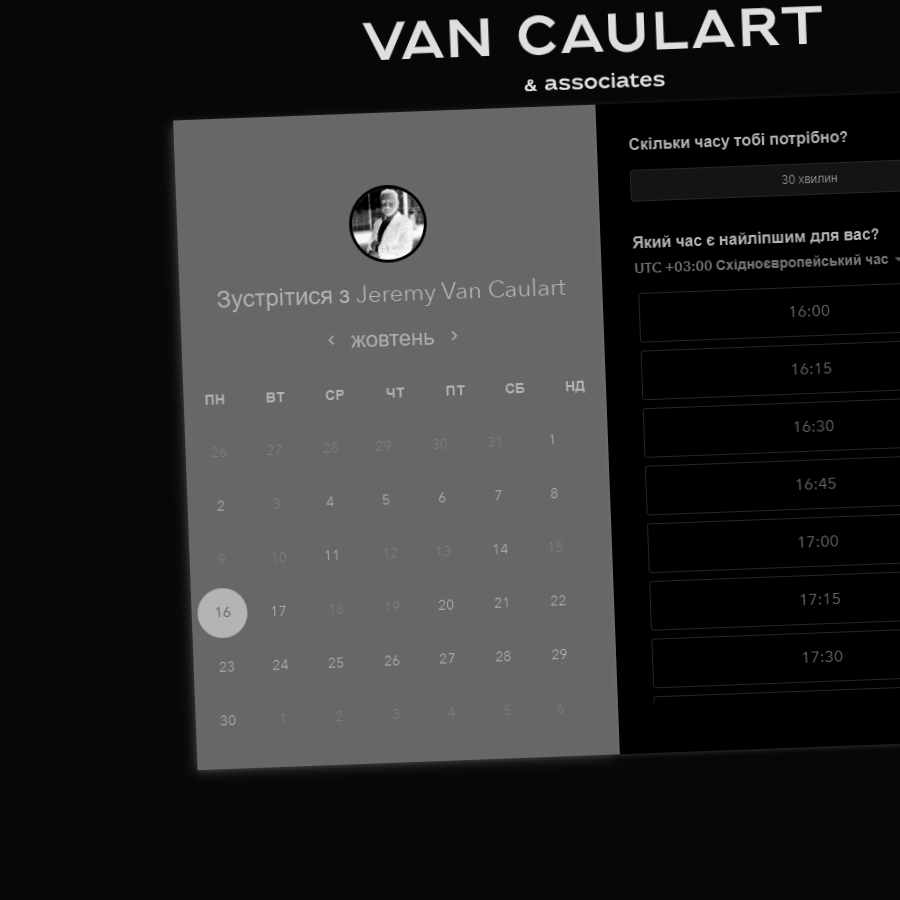 VAN CAULART
& associates
Зустрітися з Jeremy Van Caulart
жовтень
ПН ВТ СР ЧТ ПТ СБ НД
26 27 28 29 30 31 1
2 3 4 5 6 7 8
9 10 11 12 13 14 15
16 17 18 19 20 21 22
23 24 25 26 27 28 29
30 1 2 3 4 5 6
Скільки часу тобі потрібно?
30 хвилин
Який час є найліпшим для вас?
UTC +03:00 Східноєвропейський час
16:00
16:15
16:30
16:45
17:00
17:15
17:30